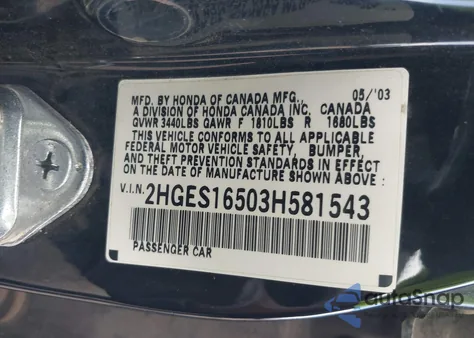 MFD. BY HONDA OF CANADA MFG., 05/'03
A DIVISION OF HONDA CANADA INC., CANADA
GVWR 3440LBS GAWR F 1810LBS R 1680LBS
THIS VEHICLE CONFORMS TO ALL APPLICABLE
FEDERAL MOTOR VEHICLE SAFETY, BUMPER,
AND THEFT PREVENTION STANDARDS IN EFFECT
ON THE DATE OF MANUFACTURE SHOWN ABOVE.
V.I.N. 2HGES16503H581543
PASSENGER CAR
autoSnap